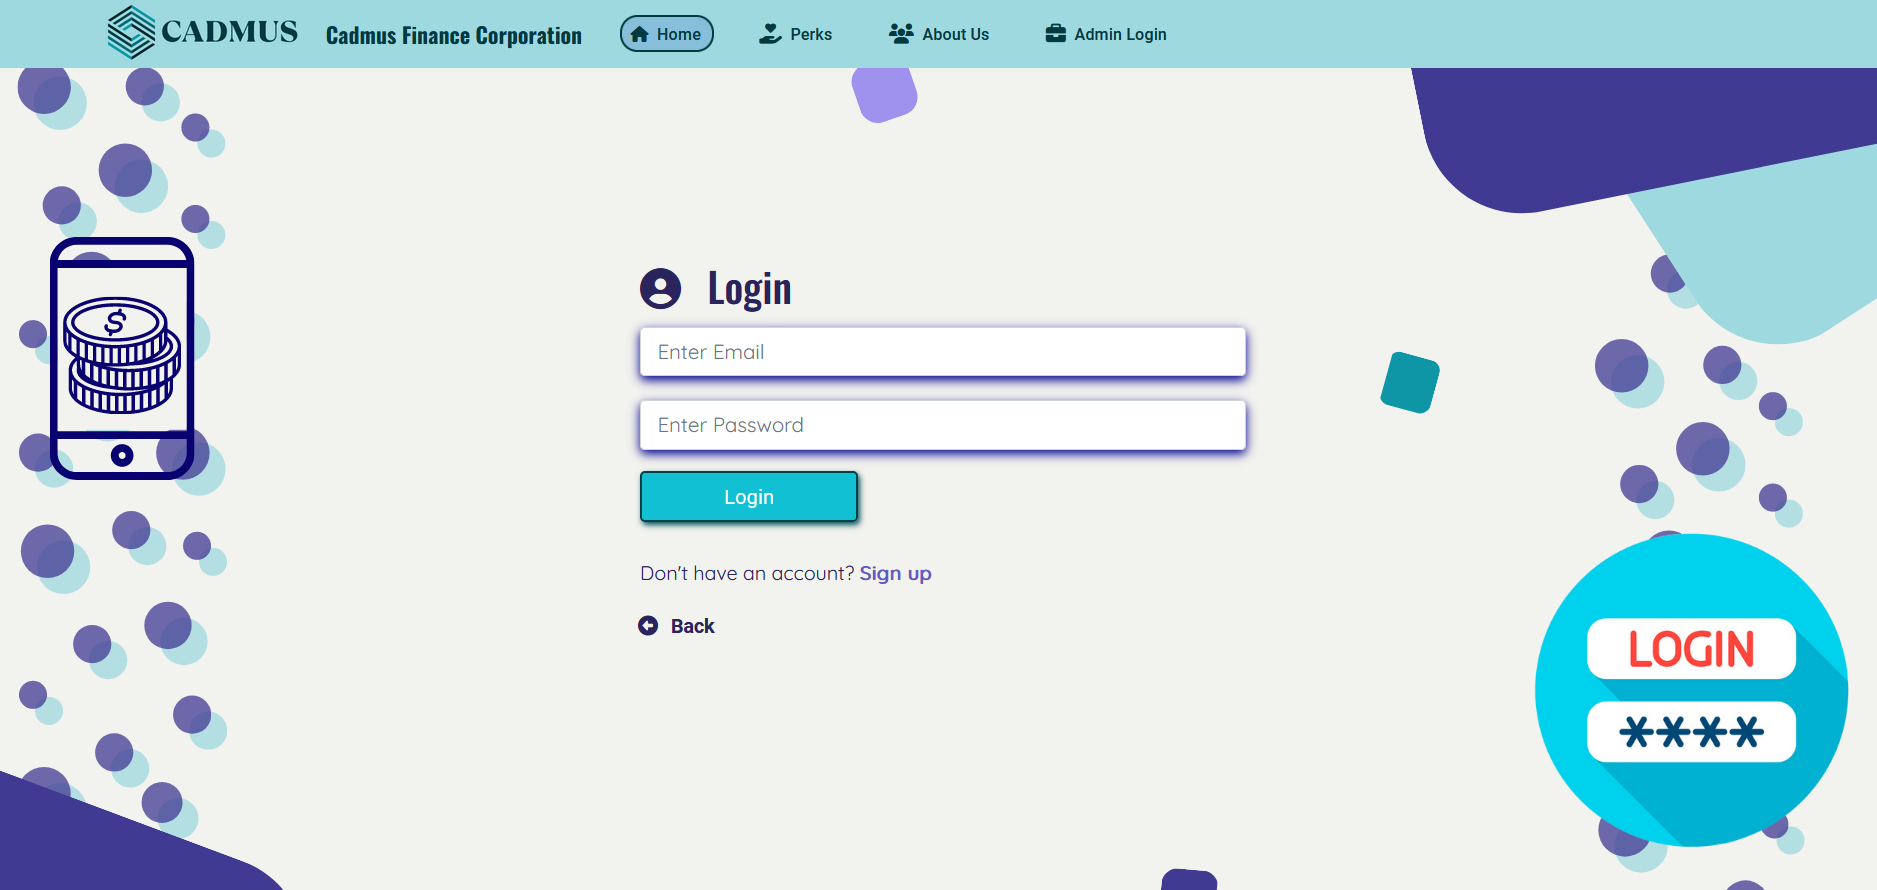 CADMUS
Cadmus Finance Corporation
Home
Perks
About Us
Admin Login
Login
Enter Email
Enter Password
Login
Don't have an account? Sign up
Back
$
LOGIN
****